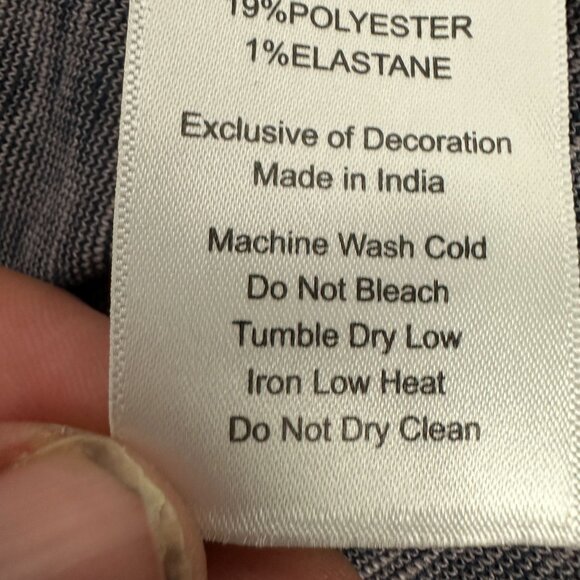 19%POLYESTER
1%ELASTANE
Exclusive of Decoration
Made in India
Machine Wash Cold
Do Not Bleach
Tumble Dry Low
Iron Low Heat
Do Not Dry Clean